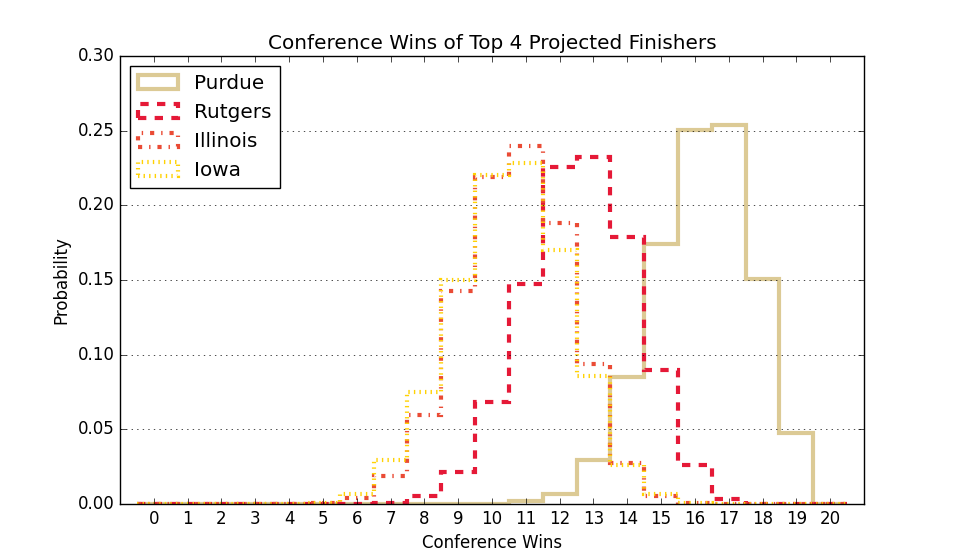 Conference Wins of Top 4 Projected Finishers
0.30
0.25
0.20
0.15
0.10
0.05
0.00
Probability
Purdue
Rutgers
Illinois
Iowa
0 1 2 3 4 5 6 7 8 9 10 11 12 13 14 15 16 17 18 19 20
Conference Wins